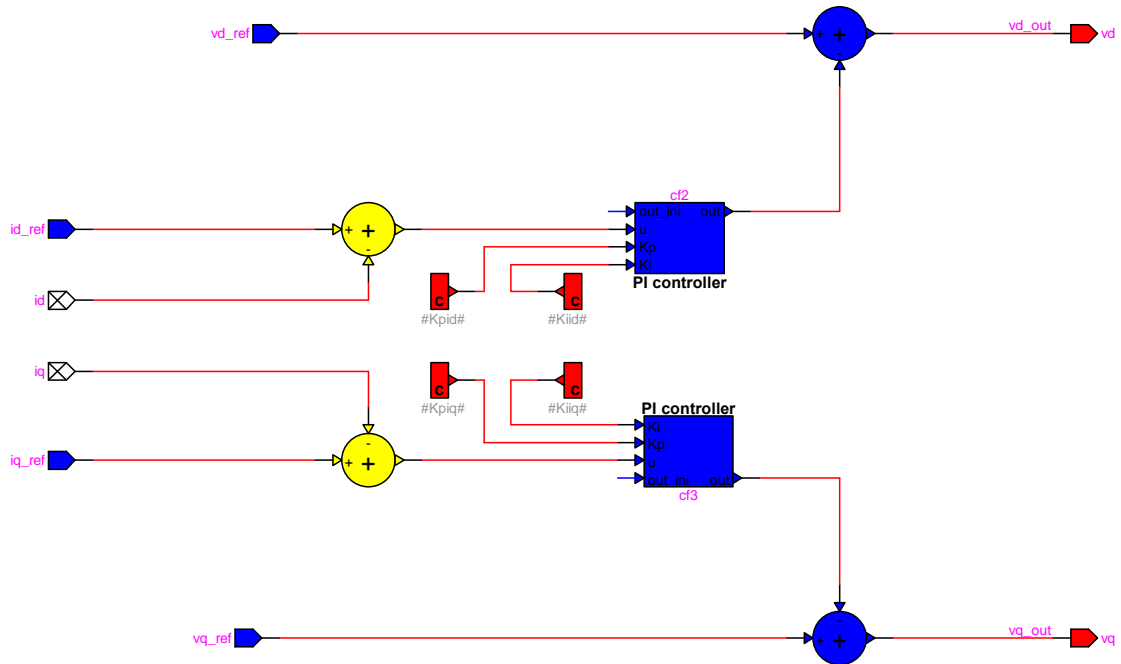 vd_ref
+
+
-
vd_out
vd
cf2
out_ini
out
u
Kp
Ki
PI controller
id_ref
+
+
-
id
c
#Kpid#
c
#Kiid#
iq
c
#Kpiq#
c
#Kiiq#
PI controller
Ki
Kp
u
out_ini
out
cf3
iq_ref
-
+
+
vq_ref
-
+
+
vq_out
vq